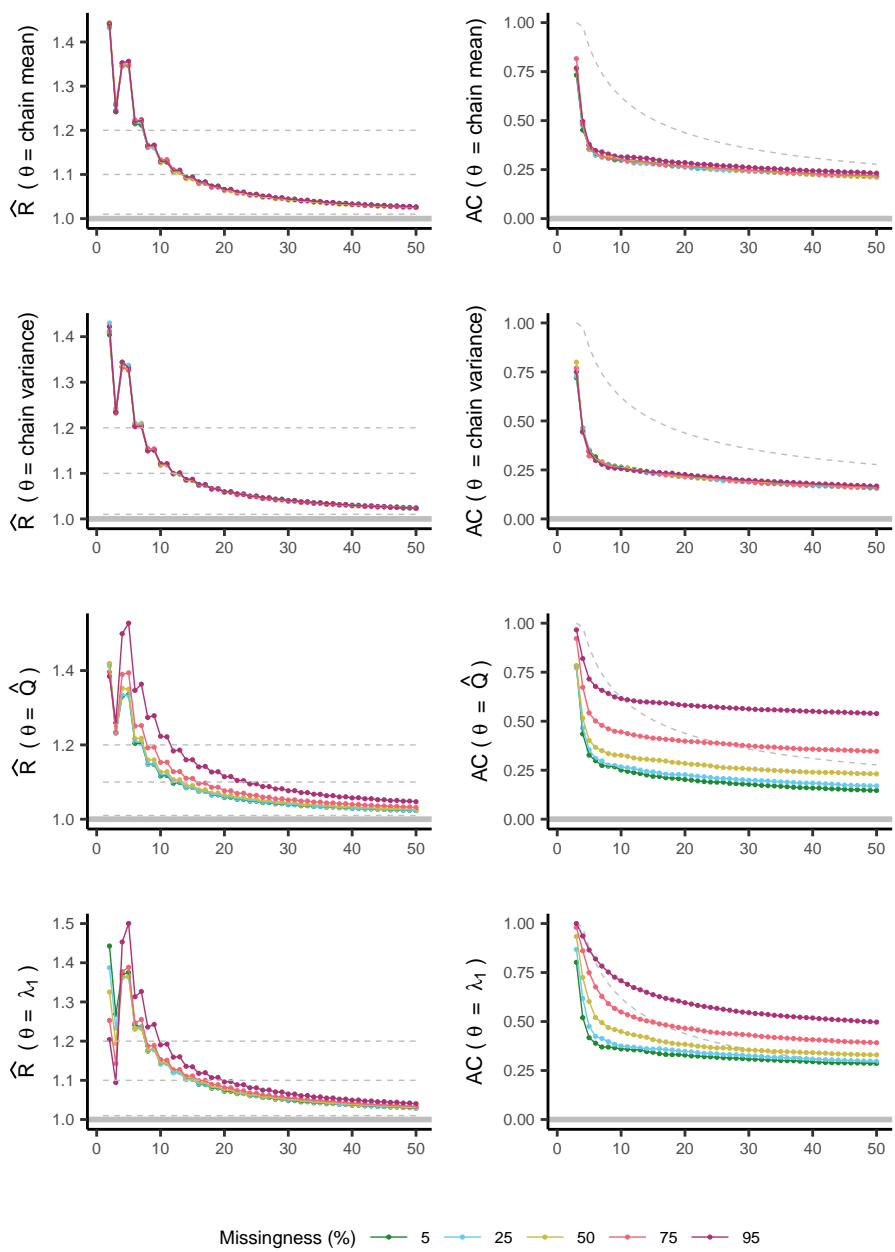 R̂ ( θ = chain mean)
1.4
1.3
1.2
1.1
1.0
0 10 20 30 40 50
AC ( θ = chain mean)
1.00
0.75
0.50
0.25
0.00
0 10 20 30 40 50
R̂ ( θ = chain variance)
1.4
1.3
1.2
1.1
1.0
0 10 20 30 40 50
AC ( θ = chain variance)
1.00
0.75
0.50
0.25
0.00
0 10 20 30 40 50
R̂ ( θ = Q̂ )
1.4
1.2
1.0
0 10 20 30 40 50
AC ( θ = Q̂ )
1.00
0.75
0.50
0.25
0.00
0 10 20 30 40 50
R̂ ( θ = λ₁ )
1.5
1.4
1.3
1.2
1.1
1.0
0 10 20 30 40 50
AC ( θ = λ₁ )
1.00
0.75
0.50
0.25
0.00
0 10 20 30 40 50
Missingness (%) 5 25 50 75 95